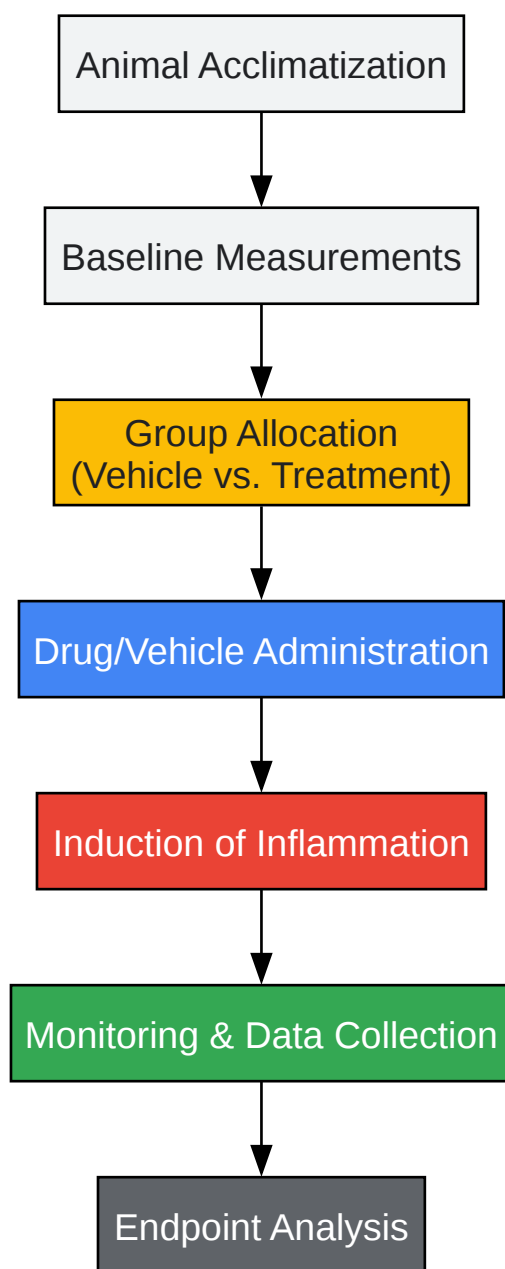 Animal Acclimatization
Baseline Measurements
Group Allocation
(Vehicle vs. Treatment)
Drug/Vehicle Administration
Induction of Inflammation
Monitoring & Data Collection
Endpoint Analysis